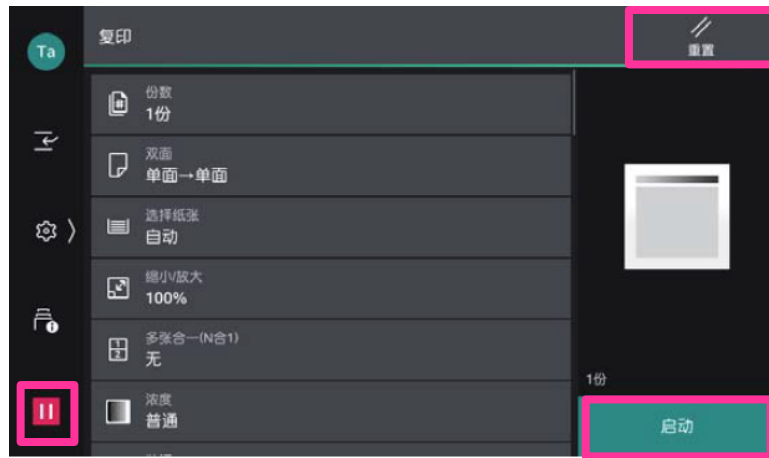 复印
重置
Ta
份数
1份
双面
单面→单面
选择纸张
自动
缩小/放大
100%
多张合一(N合1)
无
浓度
普通
1份
启动